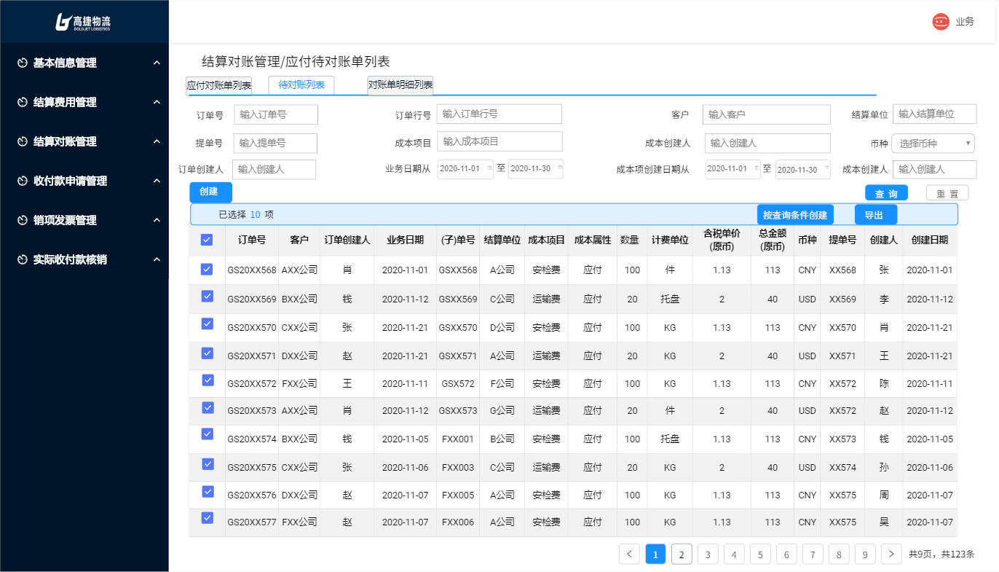 高捷物流
GOLDJET LOGISTICS
业务
基本信息管理
结算费用管理
结算对账管理
收付款申请管理
销项发票管理
实际收付款核销
结算对账管理/应付待对账单列表
应付对账单列表 待对账列表 对账单明细列表
订单号 输入订单号 订单行号 输入订单行号 客户 输入客户 结算单位 输入结算单位
提单号 输入提单号 成本项目 输入成本项目 成本创建人 输入创建人 币种 选择币种
订单创建人 输入创建人 业务日期从 2020-11-01 至 2020-11-30 成本项创建日期从 2020-11-01 至 2020-11-30 成本创建人 输入创建人
创建 查 询 重 置
已选择 10 项 按查询条件创建 导出
订单号 客户 订单创建人 业务日期 (子)单号 结算单位 成本项目 成本属性 数量 计费单位 含税单价(原币) 总金额(原币) 币种 提单号 创建人 创建日期
GS20XX568 AXX公司 肖 2020-11-01 GSXX568 A公司 安检费 应付 100 件 1.13 113 CNY XX568 张 2020-11-01
GS20XX569 BXX公司 钱 2020-11-12 GSXX569 C公司 运输费 应付 20 托盘 2 40 USD XX569 李 2020-11-12
GS20XX570 CXX公司 张 2020-11-21 GSXX570 D公司 安检费 应付 100 KG 1.13 113 CNY XX570 肖 2020-11-21
GS20XX571 DXX公司 赵 2020-11-21 GSXX571 A公司 运输费 应付 20 KG 2 40 USD XX571 王 2020-11-21
GS20XX572 FXX公司 王 2020-11-11 GSX572 F公司 安检费 应付 100 KG 1.13 113 CNY XX572 陈 2020-11-11
GS20XX573 AXX公司 肖 2020-11-12 GSXX573 G公司 运输费 应付 20 件 2 40 USD XX572 赵 2020-11-12
GS20XX574 BXX公司 钱 2020-11-05 FXX001 B公司 安检费 应付 100 托盘 1.13 113 CNY XX573 钱 2020-11-05
GS20XX575 CXX公司 张 2020-11-06 FXX003 C公司 运输费 应付 20 KG 2 40 USD XX574 孙 2020-11-06
GS20XX576 DXX公司 赵 2020-11-07 FXX005 A公司 安检费 应付 100 KG 1.13 113 CNY XX575 周 2020-11-07
GS20XX577 FXX公司 赵 2020-11-07 FXX006 A公司 安检费 应付 100 KG 1.13 113 CNY XX575 吴 2020-11-07
< 1 2 3 4 5 6 7 8 9 > 共9页，共123条